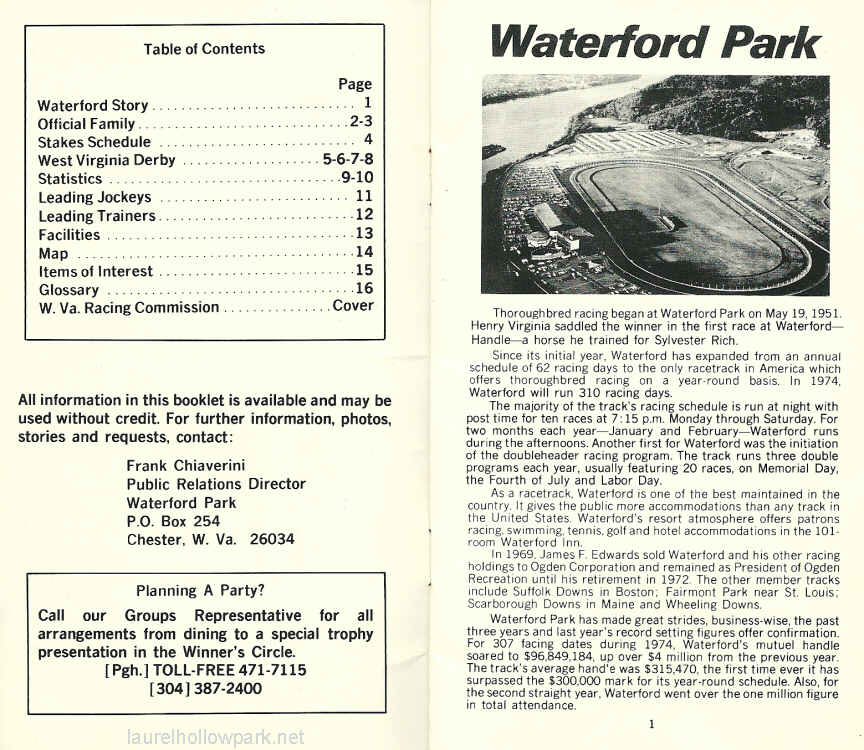 Table of Contents
Page
Waterford Story............................ 1
Official Family............................. 2-3
Stakes Schedule ........................... 4
West Virginia Derby ................... 5-6-7-8
Statistics ................................ 9-10
Leading Jockeys ........................... 11
Leading Trainers........................... 12
Facilities .................................. 13
Map ...................................... 14
Items of Interest ........................... 15
Glossary ................................... 16
W. Va. Racing Commission ............... Cover
All information in this booklet is available and may be
used without credit. For further information, photos,
stories and requests, contact:
Frank Chiaverini
Public Relations Director
Waterford Park
P.O. Box 254
Chester, W. Va. 26034
Planning A Party?
Call our Groups Representative for all
arrangements from dining to a special trophy
presentation in the Winner's Circle.
[Pgh.] TOLL-FREE 471-7115
[304] 387-2400
laurelhollowpark.net
Waterford Park
Thoroughbred racing began at Waterford Park on May 19, 1951.
Henry Virginia saddled the winner in the first race at Waterford—
Handle—a horse he trained for Sylvester Rich.
Since its initial year, Waterford has expanded from an annual
schedule of 62 racing days to the only racetrack in America which
offers thoroughbred racing on a year-round basis. In 1974,
Waterford will run 310 racing days.
The majority of the track's racing schedule is run at night with
post time for ten races at 7:15 p.m. Monday through Saturday. For
two months each year—January and February—Waterford runs
during the afternoons. Another first for Waterford was the initiation
of the doubleheader racing program. The track runs three double
programs each year, usually featuring 20 races, on Memorial Day,
the Fourth of July and Labor Day.
As a racetrack, Waterford is one of the best maintained in the
country. It gives the public more accommodations than any track in
the United States. Waterford's resort atmosphere offers patrons
racing, swimming, tennis, golf and hotel accommodations in the 101-
room Waterford Inn.
In 1969, James F. Edwards sold Waterford and his other racing
holdings to Ogden Corporation and remained as President of Ogden
Recreation until his retirement in 1972. The other member tracks
include Suffolk Downs in Boston; Fairmont Park near St. Louis;
Scarborough Downs in Maine and Wheeling Downs.
Waterford Park has made great strides, business-wise, the past
three years and last year's record setting figures offer confirmation.
For 307 facing dates during 1974, Waterford's mutuel handle
soared to $96,849,184, up over $4 million from the previous year.
The track's average hand'e was $315,470, the first time ever it has
surpassed the $300,000 mark for its year-round schedule. Also, for
the second straight year, Waterford went over the one million figure
in total attendance.
1